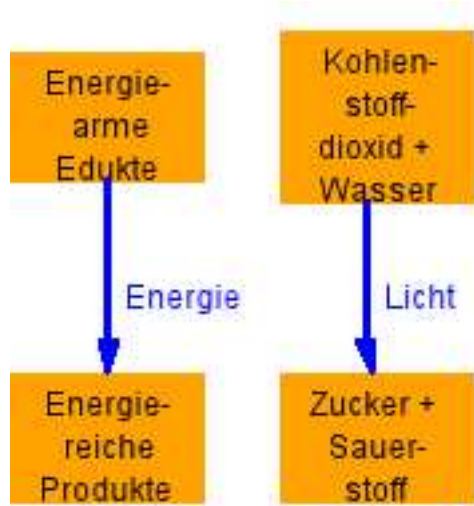 Energie-
arme
Edukte
Energie
Energie-
reiche
Produkte
Kohlen-
stoff-
dioxid +
Wasser
Licht
Zucker +
Sauer-
stoff